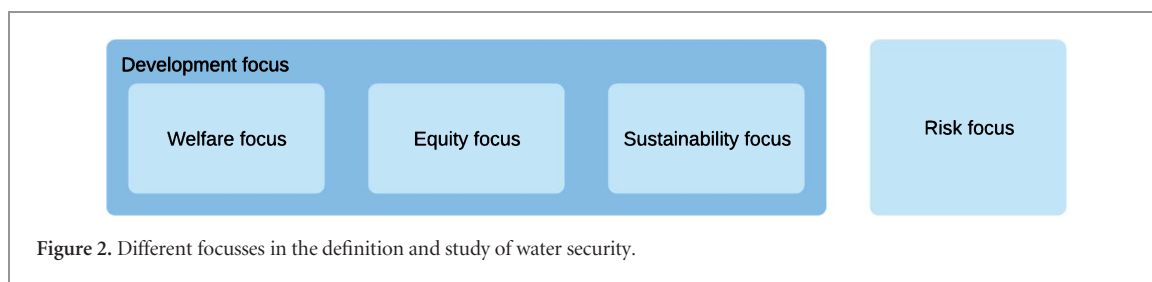 Development focus
Welfare focus
Equity focus
Sustainability focus
Risk focus
Figure 2. Different focusses in the definition and study of water security.